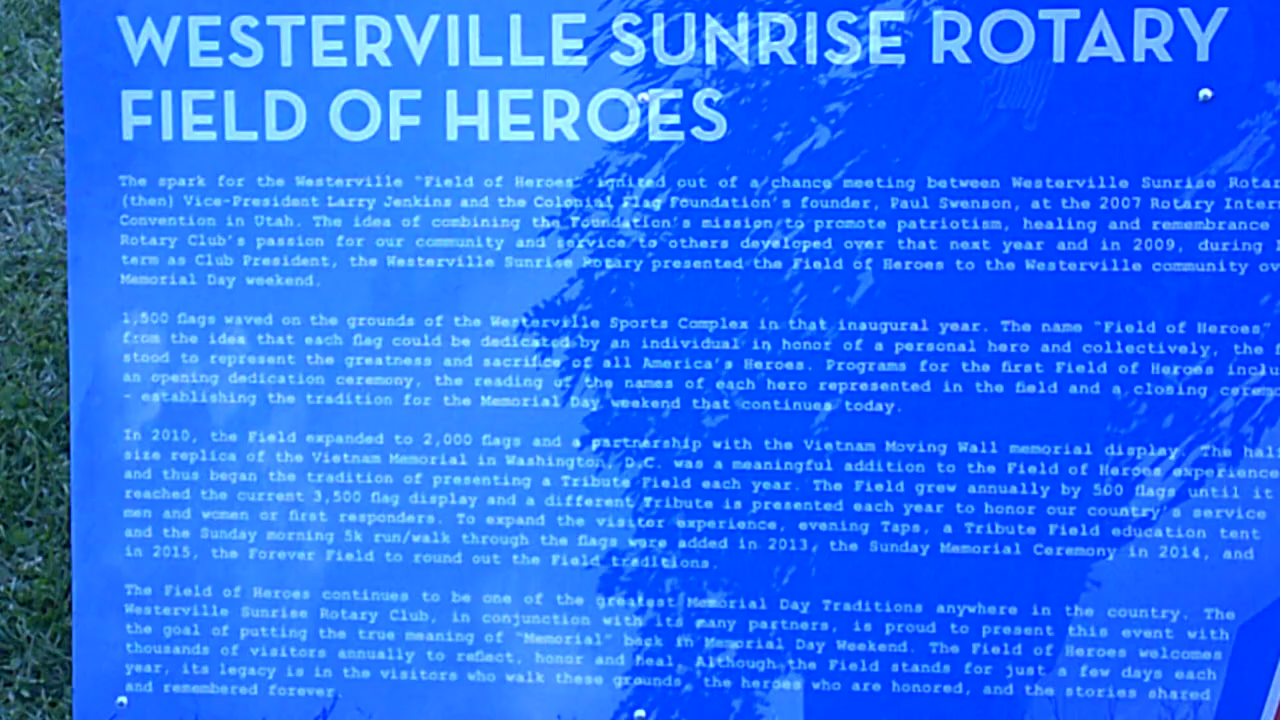 WESTERVILLE SUNRISE ROTARY
FIELD OF HEROES
The spark for the Westerville "Field of Heroes" ignited out of a chance meeting between Westerville Sunrise
(then) Vice-President Larry Jenkins and the Colonial Flag Foundation's founder, Paul Swenson, at the 2007 Rotary
Convention in Utah. The idea of combining the Foundation's mission to promote patriotism, healing and remembrance
Rotary Club's passion for our community and service to others developed over that next year and in 2009, during
term as Club President, the Westerville Sunrise Rotary presented the Field of Heroes to the Westerville community
Memorial Day weekend.
1,500 flags waved on the grounds of the Westerville Sports Complex in that inaugural year. The name "Field of Heroes,"
from the idea that each flag could be dedicated by an individual in honor of a personal hero and collectively, the
stood to represent the greatness and sacrifice of all America's Heroes. Programs for the first Field of Heroes
an opening dedication ceremony, the reading of the names of each hero represented in the field and a closing
- establishing the tradition for the Memorial Day weekend that continues today.
In 2010, the Field expanded to 2,000 flags and a partnership with the Vietnam Moving Wall memorial display. The
size replica of the Vietnam Memorial in Washington, D.C. was a meaningful addition to the Field of Heroes experience
and thus began the tradition of presenting a Tribute Field each year. The Field grew annually by 500 flags until it
reached the current 3,500 flag display and a different Tribute is presented each year to honor our country's service
men and women or first responders. To expand the visitor experience, evening Taps, a Tribute Field education tent
and the Sunday morning 5k run/walk through the flags were added in 2013, the Sunday Memorial Ceremony in 2014, and
in 2015, the Forever Field to round out the Field traditions.
The Field of Heroes continues to be one of the greatest Memorial Day Traditions anywhere in the country. The
Westerville Sunrise Rotary Club, in conjunction with its many partners, is proud to present this event with
the goal of putting the true meaning of "Memorial" back in Memorial Day Weekend. The Field of Heroes welcomes
thousands of visitors annually to reflect, honor and heal. Although the Field stands for just a few days each
year, its legacy is in the visitors who walk these grounds, the heroes who are honored, and the stories shared
and remembered forever.